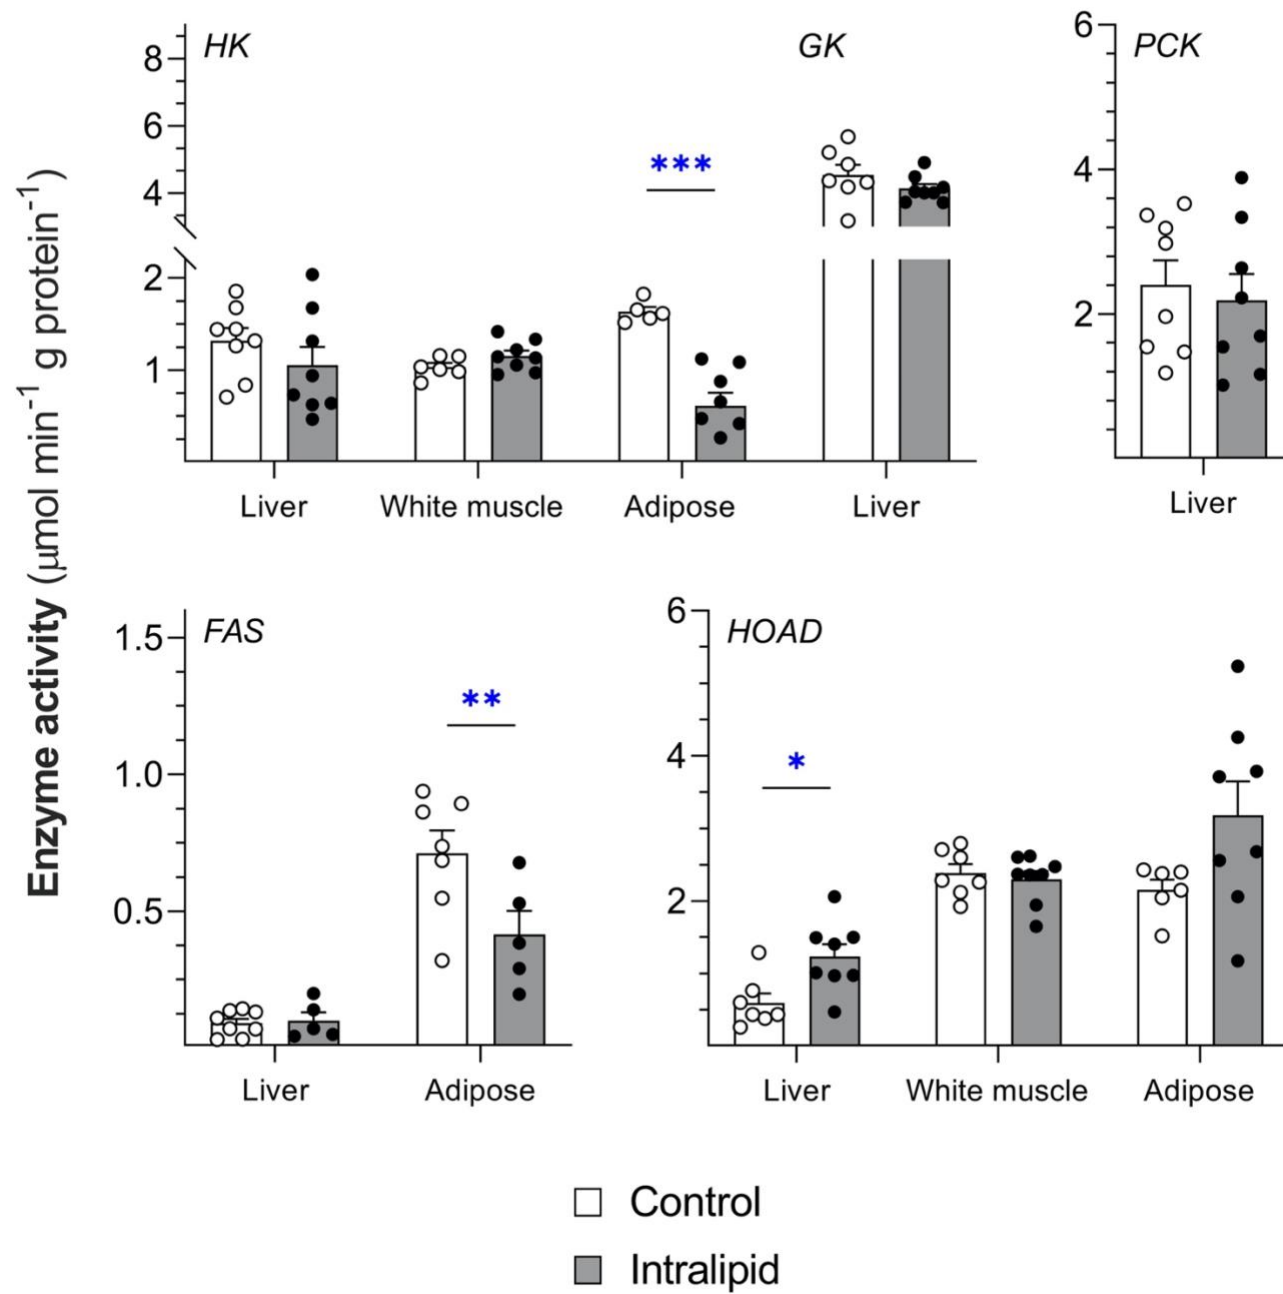 Enzyme activity (μmol min⁻¹ g protein⁻¹)
HK
GK
8
6
4
2
1
***
Liver
White muscle
Adipose
Liver
PCK
6
4
2
Liver
FAS
1.5
1.0
0.5
**
Liver
Adipose
HOAD
6
4
2
*
Liver
White muscle
Adipose
Control
Intralipid